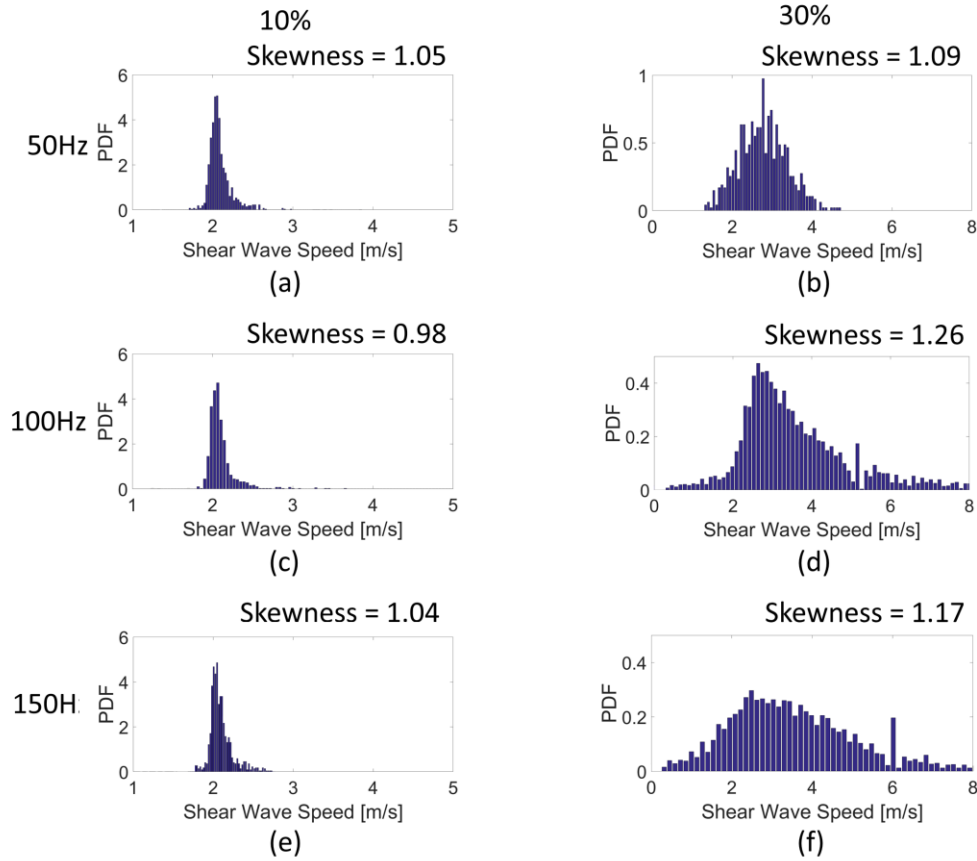 10%
30%
Skewness = 1.05
Skewness = 1.09
50Hz
PDF
6
4
2
0
1
2
3
4
5
Shear Wave Speed [m/s]
(a)
PDF
1
0.5
0
0
2
4
6
8
Shear Wave Speed [m/s]
(b)
Skewness = 0.98
Skewness = 1.26
100Hz
PDF
6
4
2
0
1
2
3
4
5
Shear Wave Speed [m/s]
(c)
PDF
0.4
0.2
0
0
2
4
6
8
Shear Wave Speed [m/s]
(d)
Skewness = 1.04
Skewness = 1.17
150H
PDF
6
4
2
0
1
2
3
4
5
Shear Wave Speed [m/s]
(e)
PDF
0.4
0.2
0
0
2
4
6
8
Shear Wave Speed [m/s]
(f)